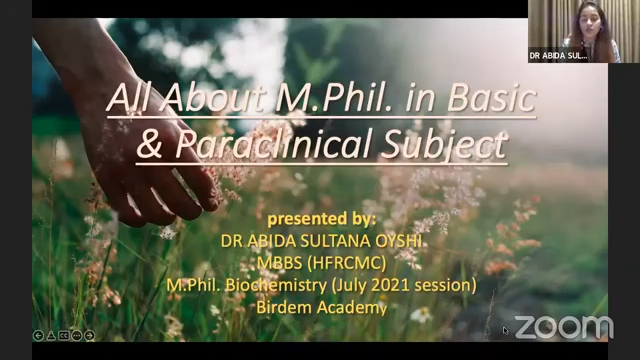 DR ABIDA SUL...
All About M.Phil. in Basic
& Paraclinical Subject
presented by:
DR ABIDA SULTANA OYSHI
MBBS (HFRCMC)
M.Phil. Biochemistry (July 2021 session)
Birdem Academy
zoom